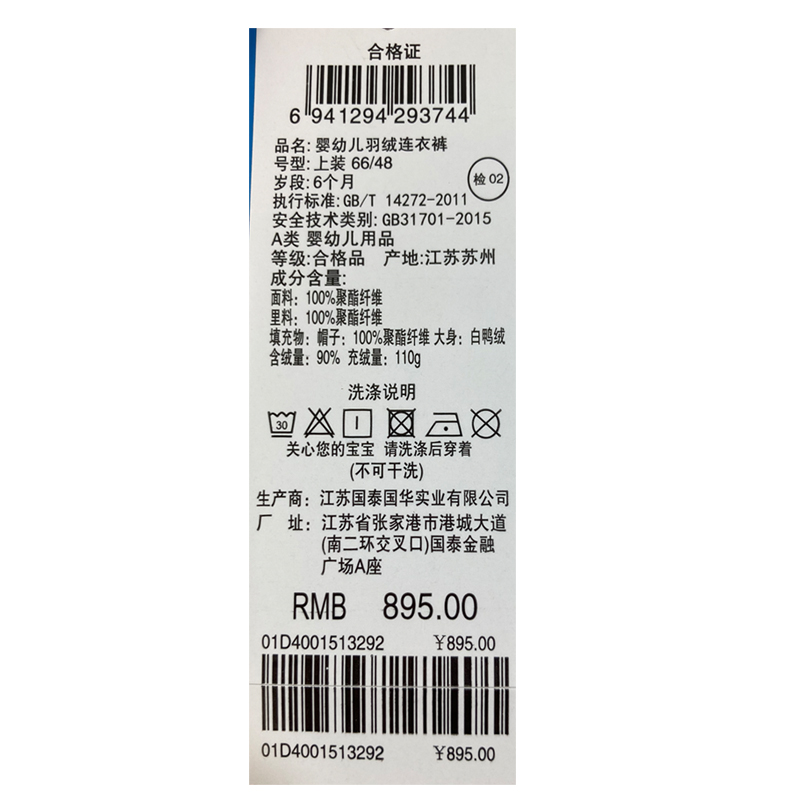 合格证
6 941294 293744
品名: 婴幼儿羽绒连衣裤
号型: 上装 66/48
岁段: 6个月
检 02
执行标准: GB/T 14272-2011
安全技术类别: GB31701-2015
A类 婴幼儿用品
等级:合格品 产地:江苏苏州
成分含量:
面料: 100%聚酯纤维
里料: 100%聚酯纤维
填充物: 帽子: 100%聚酯纤维 大身: 白鸭绒
含绒量: 90% 充绒量: 110g
洗涤说明
30
关心您的宝宝 请洗涤后穿着
(不可干洗)
生产商: 江苏国泰国华实业有限公司
厂 址: 江苏省张家港市港城大道
(南二环交叉口)国泰金融
广场A座
RMB 895.00
01D4001513292 ￥895.00
01D4001513292 ￥895.00